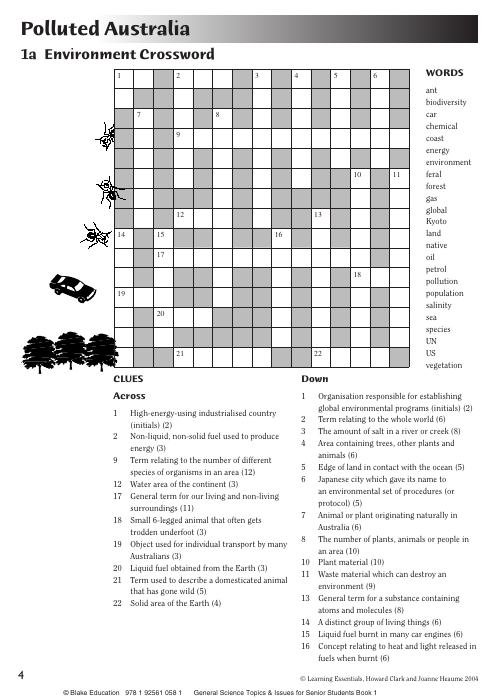 Polluted Australia
1a Environment Crossword
1 2 3 4 5 6
7 8
9
10 11
12 13
14 15 16
17
18
19
20
21 22
WORDS
ant
biodiversity
car
chemical
coast
energy
environment
feral
forest
gas
global
Kyoto
land
native
oil
petrol
pollution
population
salinity
sea
species
UN
US
vegetation
CLUES
Across
1 High-energy-using industrialised country
(initials) (2)
2 Non-liquid, non-solid fuel used to produce
energy (3)
9 Term relating to the number of different
species of organisms in an area (12)
12 Water area of the continent (3)
17 General term for our living and non-living
surroundings (11)
18 Small 6-legged animal that often gets
trodden underfoot (3)
19 Object used for individual transport by many
Australians (3)
20 Liquid fuel obtained from the Earth (3)
21 Term used to describe a domesticated animal
that has gone wild (5)
22 Solid area of the Earth (4)
Down
1 Organisation responsible for establishing
global environmental programs (initials) (2)
2 Term relating to the whole world (6)
3 The amount of salt in a river or creek (8)
4 Area containing trees, other plants and
animals (6)
5 Edge of land in contact with the ocean (5)
6 Japanese city which gave its name to
an environmental set of procedures (or
protocol) (5)
7 Animal or plant originating naturally in
Australia (6)
8 The number of plants, animals or people in
an area (10)
10 Plant material (10)
11 Waste material which can destroy an
environment (9)
13 General term for a substance containing
atoms and molecules (8)
14 A distinct group of living things (6)
15 Liquid fuel burnt in many car engines (6)
16 Concept relating to heat and light released in
fuels when burnt (6)
4
© Learning Essentials, Howard Clark and Joanne Heaume 2004
© Blake Education 978 1 92561 058 1 General Science Topics & Issues for Senior Students Book 1